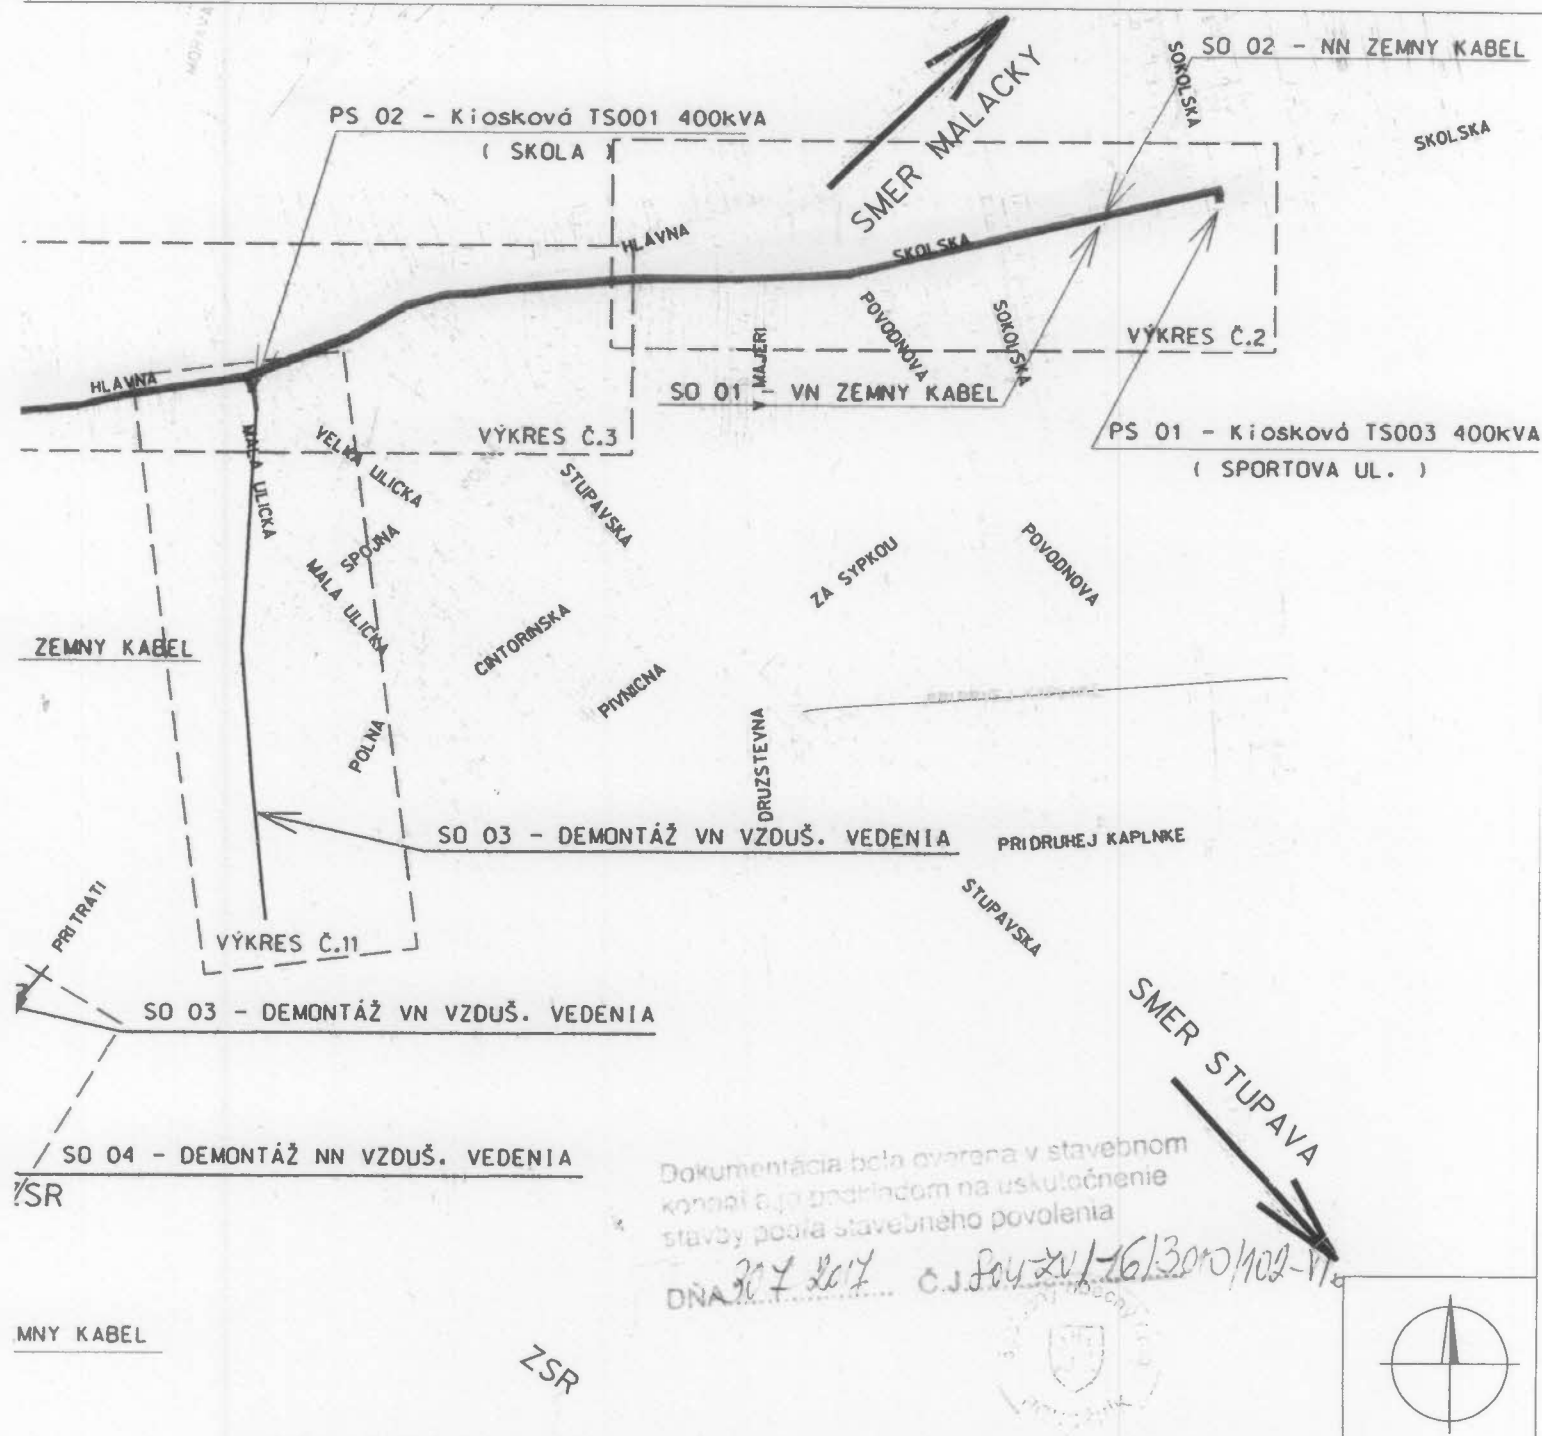 SO 02 - NN ZEMNY KABEL
SOKOLSKA
SKOLSKA
PS 02 - Kiosková TS001 400kVA
( SKOLA )
SMER MALACKY
HLAVNA
SKOLSKA
POVODNOVA
SOKOLSKA
VÝKRES Č.2
MAJERI
SO 01 - VN ZEMNY KABEL
HLAVNA
VÝKRES Č.3
PS 01 - Kiosková TS003 400kVA
( SPORTOVA UL. )
MALA ULICKA
VELKA ULICKA
STUPAVSKA
SPOJNA
MALA ULICKA
ZA SYPKOU
POVODNOVA
CINTORINSKA
ZEMNY KABEL
PIVNICNA
POLNA
DRUZSTEVNA
SO 03 - DEMONTÁŽ VN VZDUŠ. VEDENIA
PRI DRUHEJ KAPLNKE
PRI TRATI
STUPAVSKA
VÝKRES Č.11
SO 03 - DEMONTÁŽ VN VZDUŠ. VEDENIA
SMER STUPAVA
SO 04 - DEMONTÁŽ NN VZDUŠ. VEDENIA
ZSR
Dokumentácia bola overená v stavebnom
na uskutočnenie
stavby podľa stavebného povolenia
DŇA Č.J.
MNY KABEL
ZSR